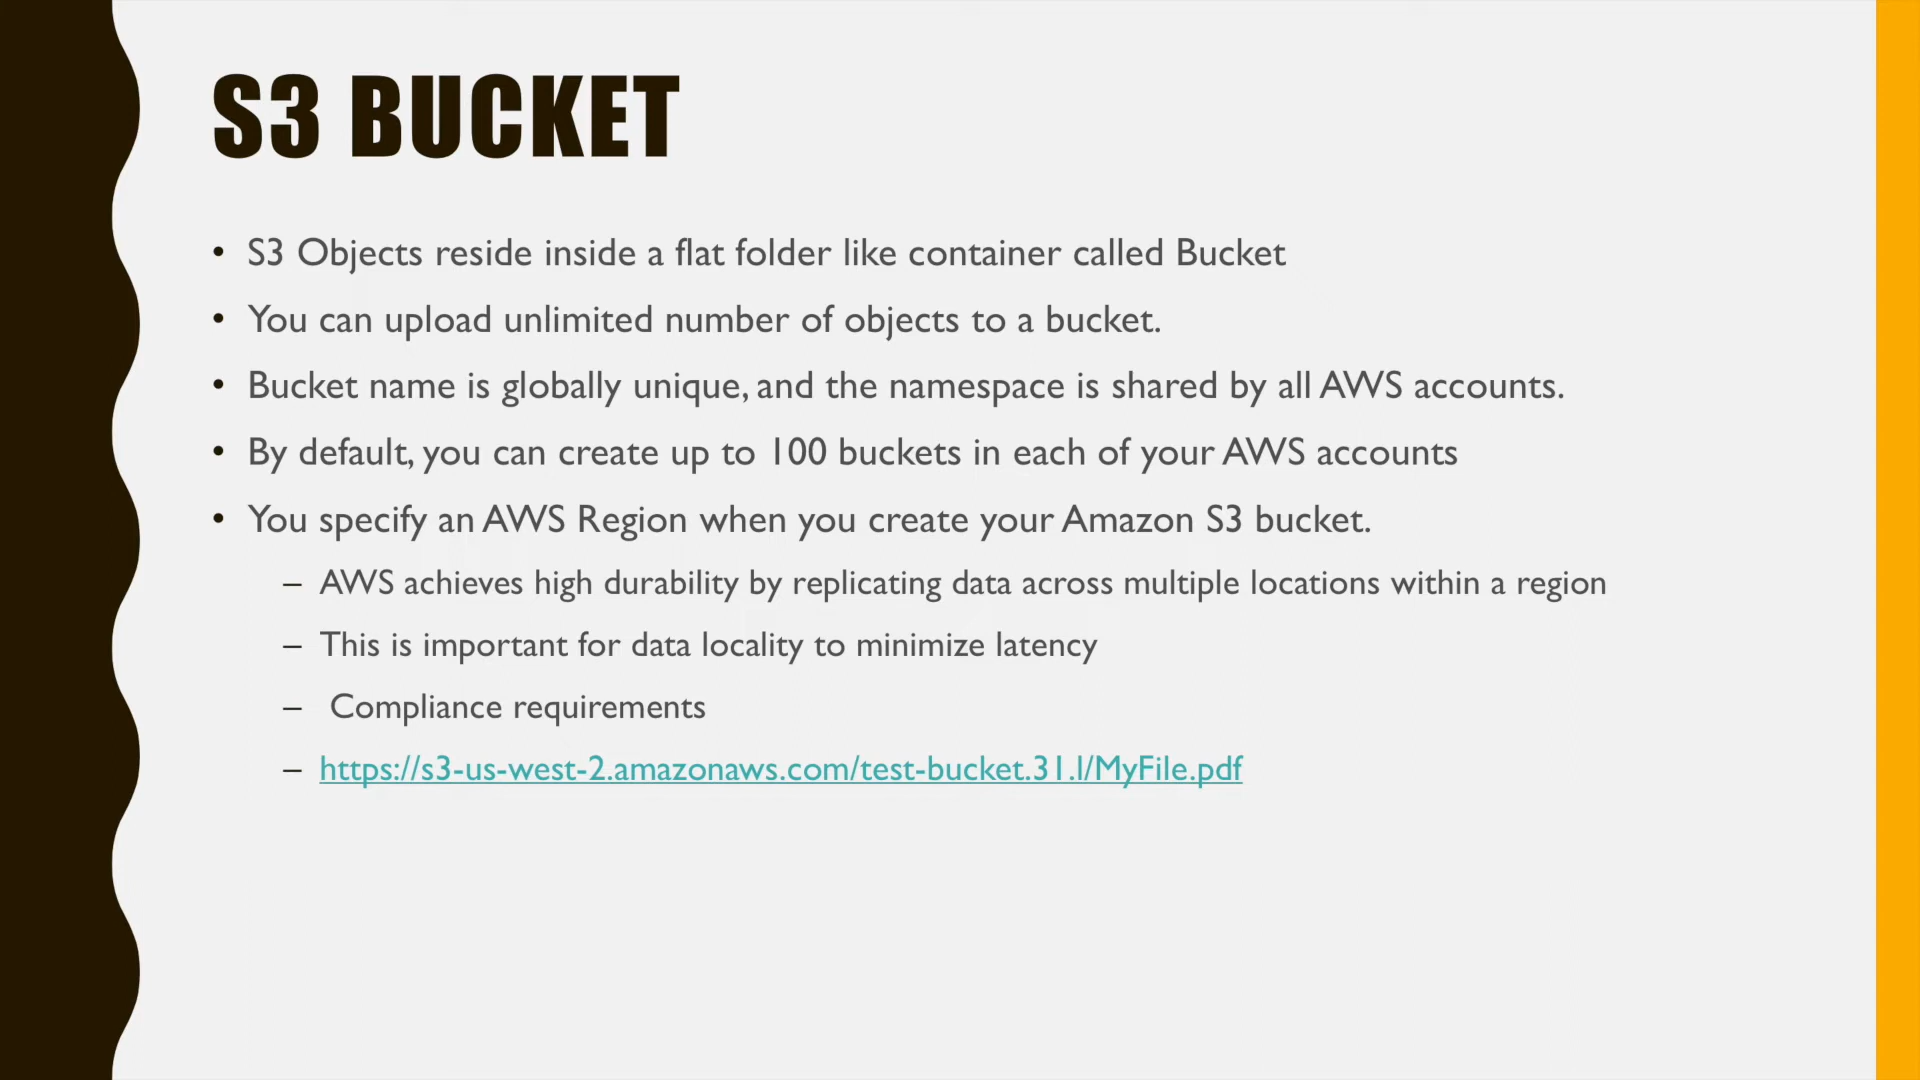 S3 BUCKET
• S3 Objects reside inside a flat folder like container called Bucket
• You can upload unlimited number of objects to a bucket.
• Bucket name is globally unique, and the namespace is shared by all AWS accounts.
• By default, you can create up to 100 buckets in each of your AWS accounts
• You specify an AWS Region when you create your Amazon S3 bucket.
– AWS achieves high durability by replicating data across multiple locations within a region
– This is important for data locality to minimize latency
– Compliance requirements
– https://s3-us-west-2.amazonaws.com/test-bucket.31.l/MyFile.pdf